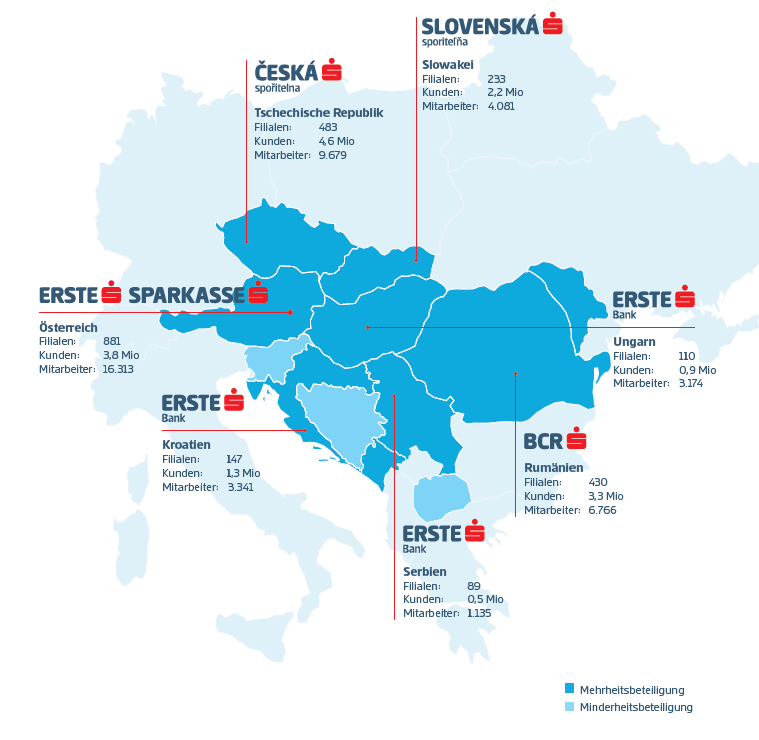 SLOVENSKÁ
sporiteľňa
Slowakei
Filialen: 233
Kunden: 2,2 Mio
Mitarbeiter: 4.081
ČESKÁ
spořitelna
Tschechische Republik
Filialen: 483
Kunden: 4,6 Mio
Mitarbeiter: 9.679
ERSTE SPARKASSE
Österreich
Filialen: 881
Kunden: 3,8 Mio
Mitarbeiter: 16.313
ERSTE
Bank
Ungarn
Filialen: 110
Kunden: 0,9 Mio
Mitarbeiter: 3.174
ERSTE
Bank
Kroatien
Filialen: 147
Kunden: 1,3 Mio
Mitarbeiter: 3.341
BCR
Rumänien
Filialen: 430
Kunden: 3,3 Mio
Mitarbeiter: 6.766
ERSTE
Bank
Serbien
Filialen: 89
Kunden: 0,5 Mio
Mitarbeiter: 1.135
Mehrheitsbeteiligung
Minderheitsbeteiligung